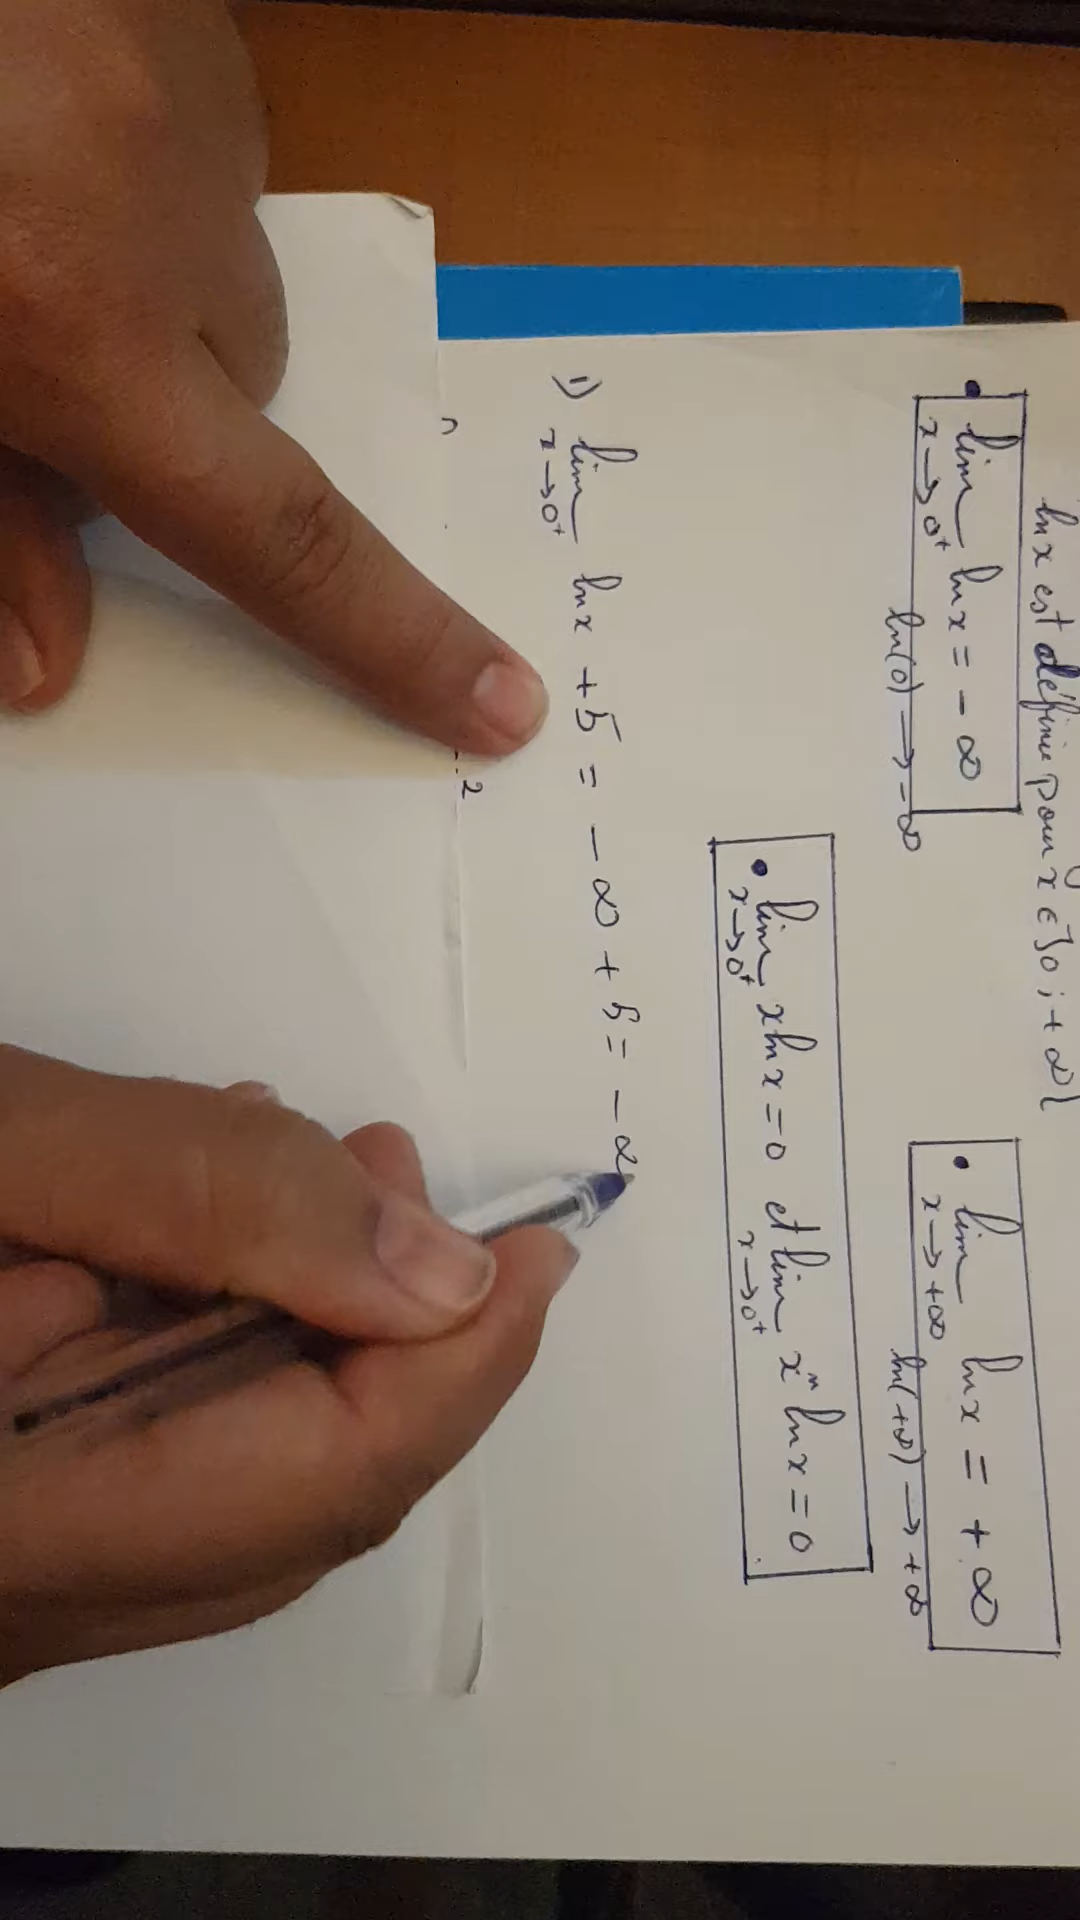 ln x est définie pour x ∈ ]0 ; +∞[
• lim ln x = -∞
x → 0⁺
ln(0) → -∞
• lim ln x = +∞
x → +∞
ln(+∞) → +∞
• lim x ln x = 0 et lim xⁿ ln x = 0
x → 0⁺ x → 0⁺
1) lim ln x + 5 = -∞ + 5 = -∞
x → 0⁺
2